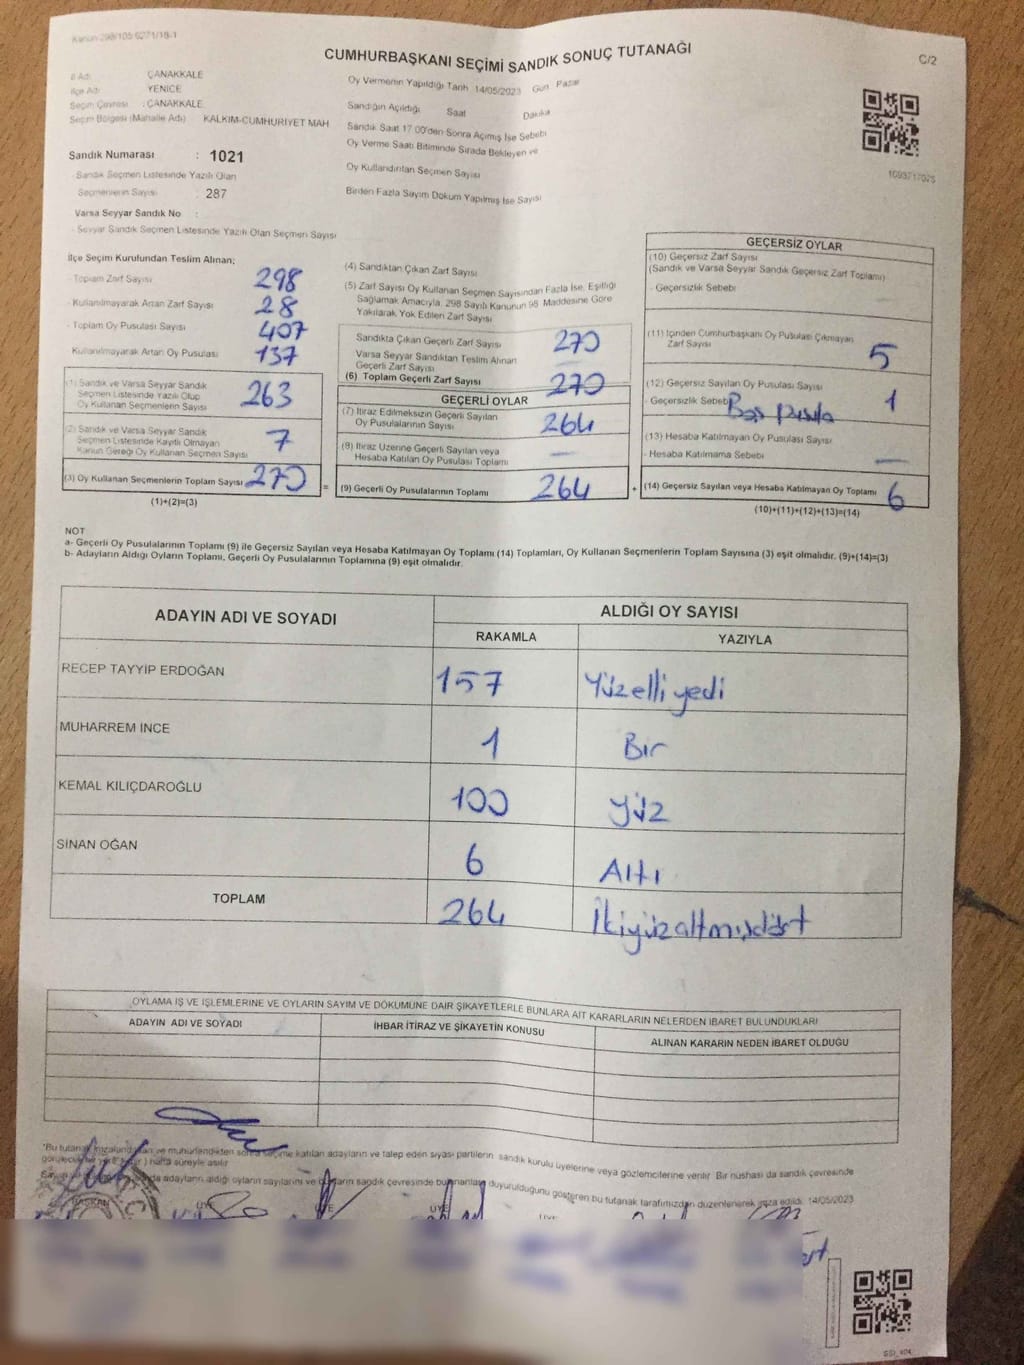 Kanun 298/105 6271/18-1
CUMHURBAŞKANI SEÇİMİ SANDIK SONUÇ TUTANAĞI
C/2
İl Adı ÇANAKKALE
İlçe Adı YENİCE
Seçim Çevresi : ÇANAKKALE
Seçim Bölgesi (Mahalle Adı) KALKIM-CUMHURİYET MAH
Sandık Numarası : 1021
- Sandık Seçmen Listesinde Yazılı Olan
Seçmenlerin Sayısı : 287
Varsa Seyyar Sandık No :
- Seyyar Sandık Seçmen Listesinde Yazılı Olan Seçmen Sayısı
Oy Vermenin Yapıldığı Tarih 14/05/2023 Gün Pazar
Sandığın Açıldığı Saat Dakika
Sandık Saat 17.00'den Sonra Açımış İse Sebebi
Oy Verme Saati Bitiminde Sırada Bekleyen ve
Oy Kullandırılan Seçmen Sayısı
Birden Fazla Sayım Döküm Yapılmış İse Sayısı
1093717075
İlçe Seçim Kurulundan Teslim Alınan;
- Toplam Zarf Sayısı 298
- Kullanılmayarak Artan Zarf Sayısı 28
- Toplam Oy Pusulası Sayısı 407
Kullanılmayarak Artan Oy Pusulası 137
(1) Sandık ve Varsa Seyyar Sandık
Seçmen Listesinde Yazılı Olup
Oy Kullanan Seçmenlerin Sayısı 263
(2) Sandık ve Varsa Seyyar Sandık
Seçmen Listesinde Kayıtlı Olmayan
Kanun Gereği Oy Kullanan Seçmen Sayısı 7
(3) Oy Kullanan Seçmenlerin Toplam Sayısı 270
(1)+(2)=(3)
(4) Sandıktan Çıkan Zarf Sayısı
(5) Zarf Sayısı Oy Kullanan Seçmen Sayısından Fazla İse, Eşitliği
Sağlamak Amacıyla, 298 Sayılı Kanunun 98. Maddesine Göre
Yakılarak Yok Edilen Zarf Sayısı
Sandıkta Çıkan Geçerli Zarf Sayısı 270
Varsa Seyyar Sandıktan Teslim Alınan
Geçerli Zarf Sayısı —
(6) Toplam Geçerli Zarf Sayısı 270
GEÇERLİ OYLAR
(7) İtiraz Edilmeksizin Geçerli Sayılan
Oy Pusulalarının Sayısı 264
(8) İtiraz Üzerine Geçerli Sayılan veya
Hesaba Katılan Oy Pusulası Toplamı —
= (9) Geçerli Oy Pusulalarının Toplamı 264
GEÇERSİZ OYLAR
(10) Geçersiz Zarf Sayısı
(Sandık ve Varsa Seyyar Sandık Geçersiz Zarf Toplamı)
- Geçersizlik Sebebi
(11) İçinden Cumhurbaşkanı Oy Pusulası Çıkmayan
Zarf Sayısı 5
(12) Geçersiz Sayılan Oy Pusulası Sayısı
- Geçersizlik Sebebi Boş pusula 1
(13) Hesaba Katılmayan Oy Pusulası Sayısı
- Hesaba Katılmama Sebebi —
+ (14) Geçersiz Sayılan veya Hesaba Katılmayan Oy Toplamı 6
(10)+(11)+(12)+(13)=(14)
NOT
a- Geçerli Oy Pusulalarının Toplamı (9) ile Geçersiz Sayılan veya Hesaba Katılmayan Oy Toplamı (14) Toplamları, Oy Kullanan Seçmenlerin Toplam Sayısına (3) eşit olmalıdır. (9)+(14)=(3)
b- Adayların Aldığı Oyların Toplamı, Geçerli Oy Pusulalarının Toplamına (9) eşit olmalıdır.
ADAYIN ADI VE SOYADI ALDIĞI OY SAYISI
RAKAMLA YAZIYLA
RECEP TAYYİP ERDOĞAN 157 Yüzelliyedi
MUHARREM İNCE 1 Bir
KEMAL KILIÇDAROĞLU 100 Yüz
SİNAN OĞAN 6 Altı
TOPLAM 264 İkiyüzaltmışdört
OYLAMA İŞ VE İŞLEMLERİNE VE OYLARIN SAYIM VE DÖKÜMÜNE DAİR ŞİKAYETLERLE BUNLARA AİT KARARLARIN NELERDEN İBARET BULUNDUKLARI
ADAYIN ADI VE SOYADI İHBAR İTİRAZ VE ŞİKAYETİN KONUSU ALINAN KARARIN NEDEN İBARET OLDUĞU
*Bu tutanak ve mühürlendikten sonra seçime katılan adayların ve talep eden siyasi partilerin sandık kurulu üyelerine veya gözlemcilerine verilir. Bir nüshası da sandık çevresinde
hafta süreyle asılır
adayların aldığı oyların sayılarını ve sandık çevresinde duyurulduğunu gösteren bu tutanak tarafımızdan düzenlenerek imza edildi. 14/05/2023
BAŞKAN ÜYE ÜYE ÜYE